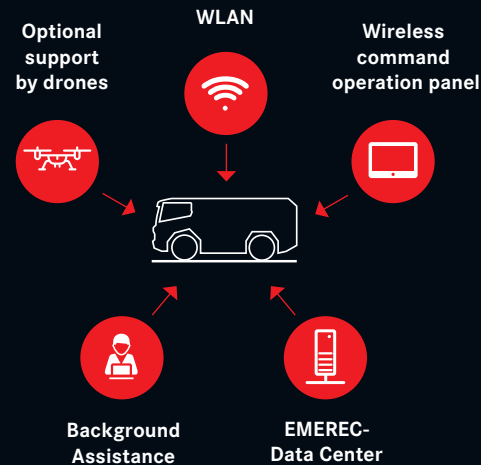 Optional
support
by drones
WLAN
Wireless
command
operation panel
Background
Assistance
EMEREC-
Data Center